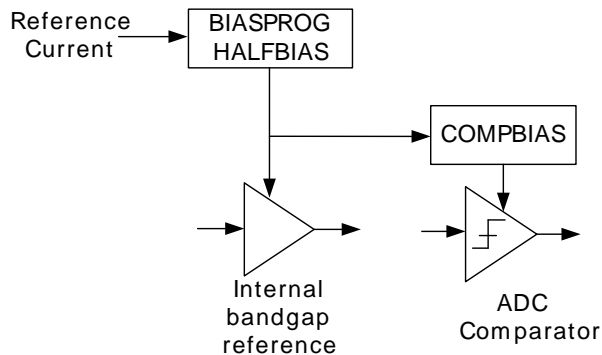 Reference
Current
BIASPROG
HALFBIAS
COMPBIAS
Internal
bandgap
reference
ADC
Comparator